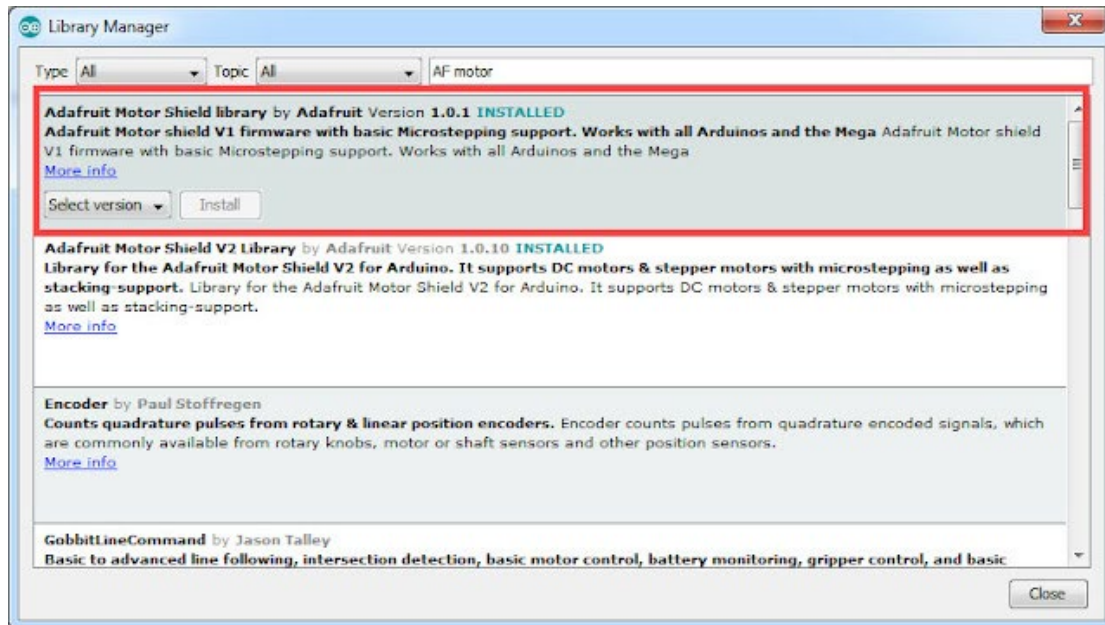 Library Manager
Type All Topic All AF motor
Adafruit Motor Shield library by Adafruit Version 1.0.1 INSTALLED
Adafruit Motor shield V1 firmware with basic Microstepping support. Works with all Arduinos and the Mega Adafruit Motor shield
V1 firmware with basic Microstepping support. Works with all Arduinos and the Mega
More info
Select version Install
Adafruit Motor Shield V2 Library by Adafruit Version 1.0.10 INSTALLED
Library for the Adafruit Motor Shield V2 for Arduino. It supports DC motors & stepper motors with microstepping as well as
stacking-support. Library for the Adafruit Motor Shield V2 for Arduino. It supports DC motors & stepper motors with microstepping
as well as stacking-support.
More info
Encoder by Paul Stoffregen
Counts quadrature pulses from rotary & linear position encoders. Encoder counts pulses from quadrature encoded signals, which
are commonly available from rotary knobs, motor or shaft sensors and other position sensors.
More info
GobbitLineCommand by Jason Talley
Basic to advanced line following, intersection detection, basic motor control, battery monitoring, gripper control, and basic
Close